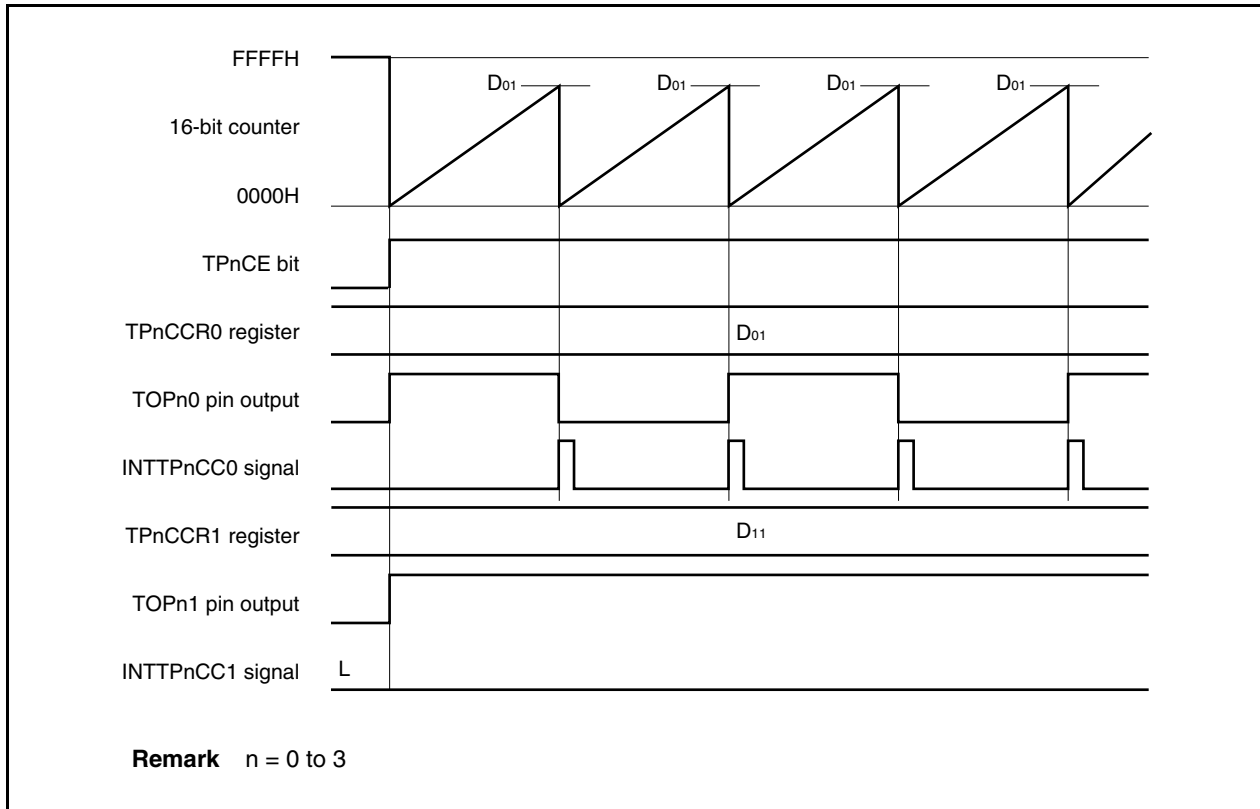 FFFFH
D01 D01 D01 D01
16-bit counter
0000H
TPnCE bit
TPnCCR0 register D01
TOPn0 pin output
INTTPnCC0 signal
TPnCCR1 register D11
TOPn1 pin output
INTTPnCC1 signal L
Remark n = 0 to 3